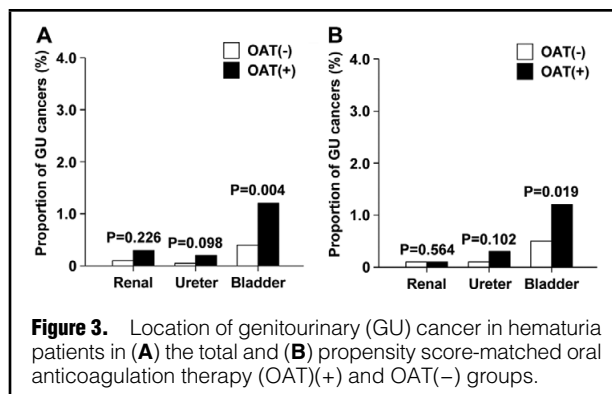 A
OAT(-)
OAT(+)
Proportion of GU cancers (%)
4.0
3.0
2.0
1.0
0
P=0.226
P=0.098
P=0.004
Renal
Ureter
Bladder
B
OAT(-)
OAT(+)
Proportion of GU cancers (%)
4.0
3.0
2.0
1.0
0
P=0.564
P=0.102
P=0.019
Renal
Ureter
Bladder
Figure 3. Location of genitourinary (GU) cancer in hematuria
patients in (A) the total and (B) propensity score-matched oral
anticoagulation therapy (OAT)(+) and OAT(−) groups.